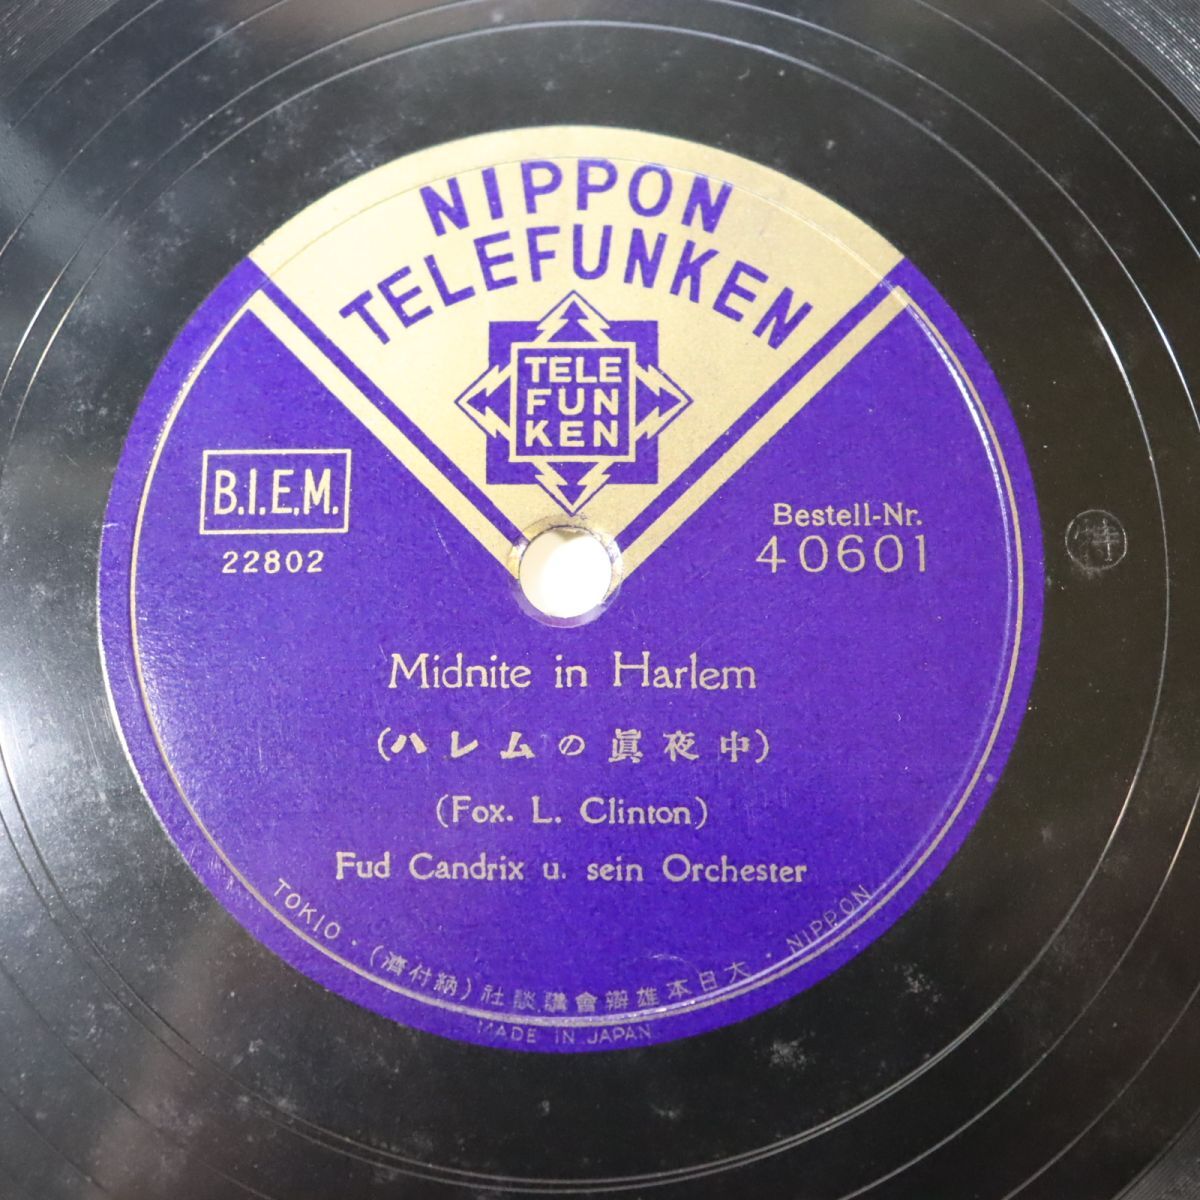 NIPPON
TELEFUNKEN
TELE
FUN
KEN
B.I.E.M.
22802
Bestell-Nr.
40601
特
Midnite in Harlem
(ハレムの眞夜中)
(Fox. L. Clinton)
Fud Candrix u. sein Orchester
TOKIO・(濟付納)社談講會辯雄本日大・NIPPON
MADE IN JAPAN